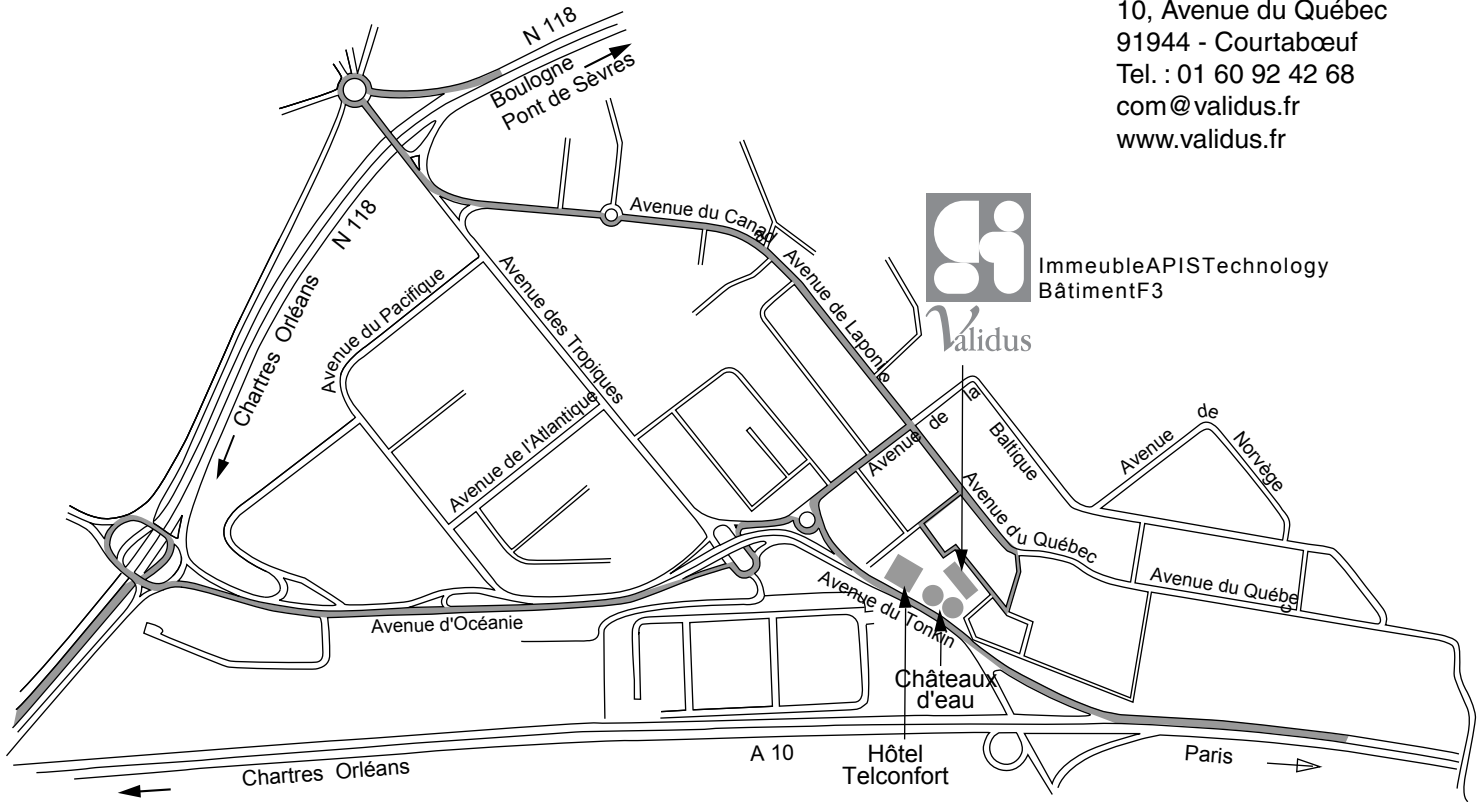 10, Avenue du Québec
91944 - Courtabœuf
Tel. : 01 60 92 42 68
com@validus.fr
www.validus.fr
N 118
Boulogne
Pont de Sèvres
Avenue du Canada
Avenue de Laponie
ImmeubleAPISTechnology
BâtimentF3
Validus
N 118
Chartres Orléans
Avenue du Pacifique
Avenue des Tropiques
Avenue de l'Atlantique
Avenue de la Baltique
Avenue de Norvège
Avenue du Québec
Avenue du Québec
Avenue d'Océanie
Avenue du Tonkin
Châteaux
d'eau
Hôtel
Telconfort
A 10
Chartres Orléans
Paris